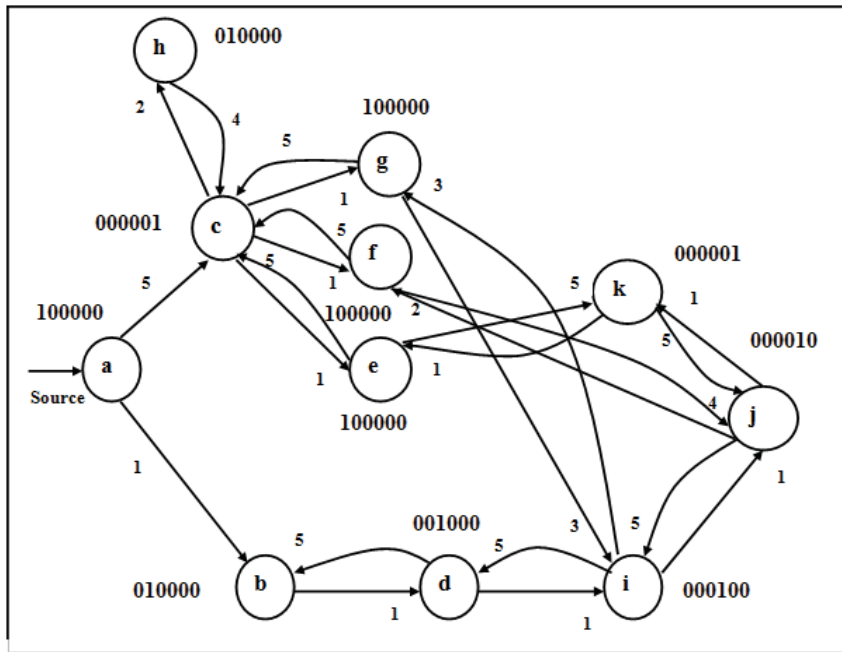 h 010000
2 4
100000
5 g
3
1
000001 c
5 f
000001
5
5 k 1
1
100000 5 100000 2
000010
a e 5
Source 1 1
100000 4 j
1 1
001000
5 5 3 5
010000 b d i 000100
1 1